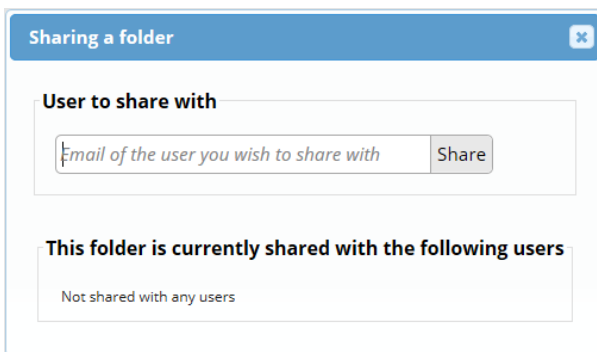 Sharing a folder
User to share with
Email of the user you wish to share with
Share
This folder is currently shared with the following users
Not shared with any users